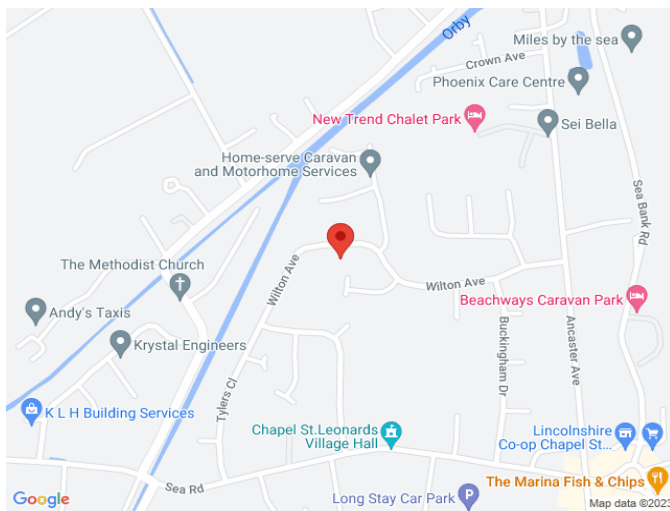 Orby
Miles by the sea
Crown Ave
Phoenix Care Centre
New Trend Chalet Park
Sei Bella
Home-serve Caravan
and Motorhome Services
Sea Bank Rd
The Methodist Church
Wilton Ave
Wilton Ave
Andy's Taxis
Beachways Caravan Park
Krystal Engineers
Buckingham Dr
Ancaster Ave
Tylers Cl
K L H Building Services
Chapel St.Leonards
Village Hall
Lincolnshire
Co-op Chapel St...
Sea Rd
The Marina Fish & Chips
Google
Long Stay Car Park
P
Map data ©2023